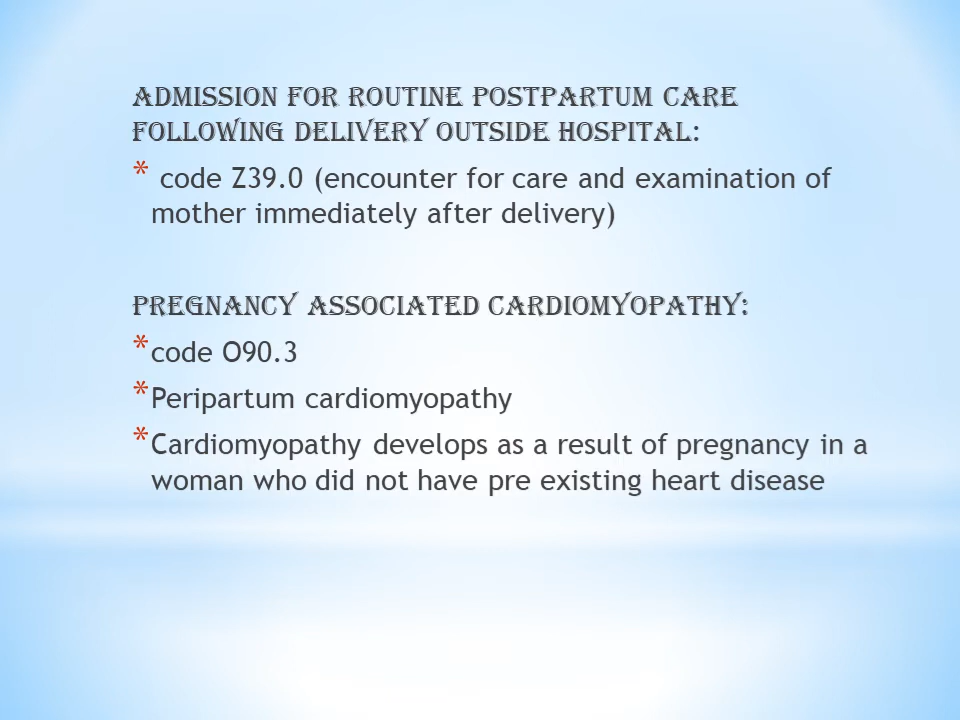 ADMISSION FOR ROUTINE POSTPARTUM CARE
FOLLOWING DELIVERY OUTSIDE HOSPITAL:
* code Z39.0 (encounter for care and examination of
mother immediately after delivery)
PREGNANCY ASSOCIATED CARDIOMYOPATHY:
* code O90.3
* Peripartum cardiomyopathy
* Cardiomyopathy develops as a result of pregnancy in a
woman who did not have pre existing heart disease